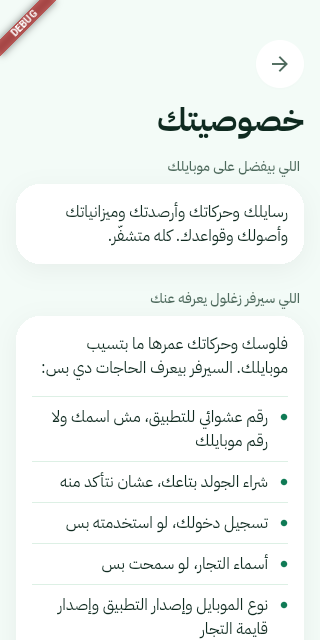 DEBUG
خصوصيتك
اللي بيفضل على موبايلك
رسايلك وحركاتك وأرصدتك وميزانياتك
وأصولك وقواعدك. كله متشفّر.
اللي سيرفر زغلول يعرفه عنك
فلوسك وحركاتك عمرها ما بتسيب
موبايلك. السيرفر بيعرف الحاجات دي بس:
رقم عشوائي للتطبيق، مش اسمك ولا
رقم موبايلك
شراء الجولد بتاعك، عشان نتأكد منه
تسجيل دخولك، لو استخدمته بس
أسماء التجار، لو سمحت بس
نوع الموبايل وإصدار التطبيق وإصدار
قايمة التجار